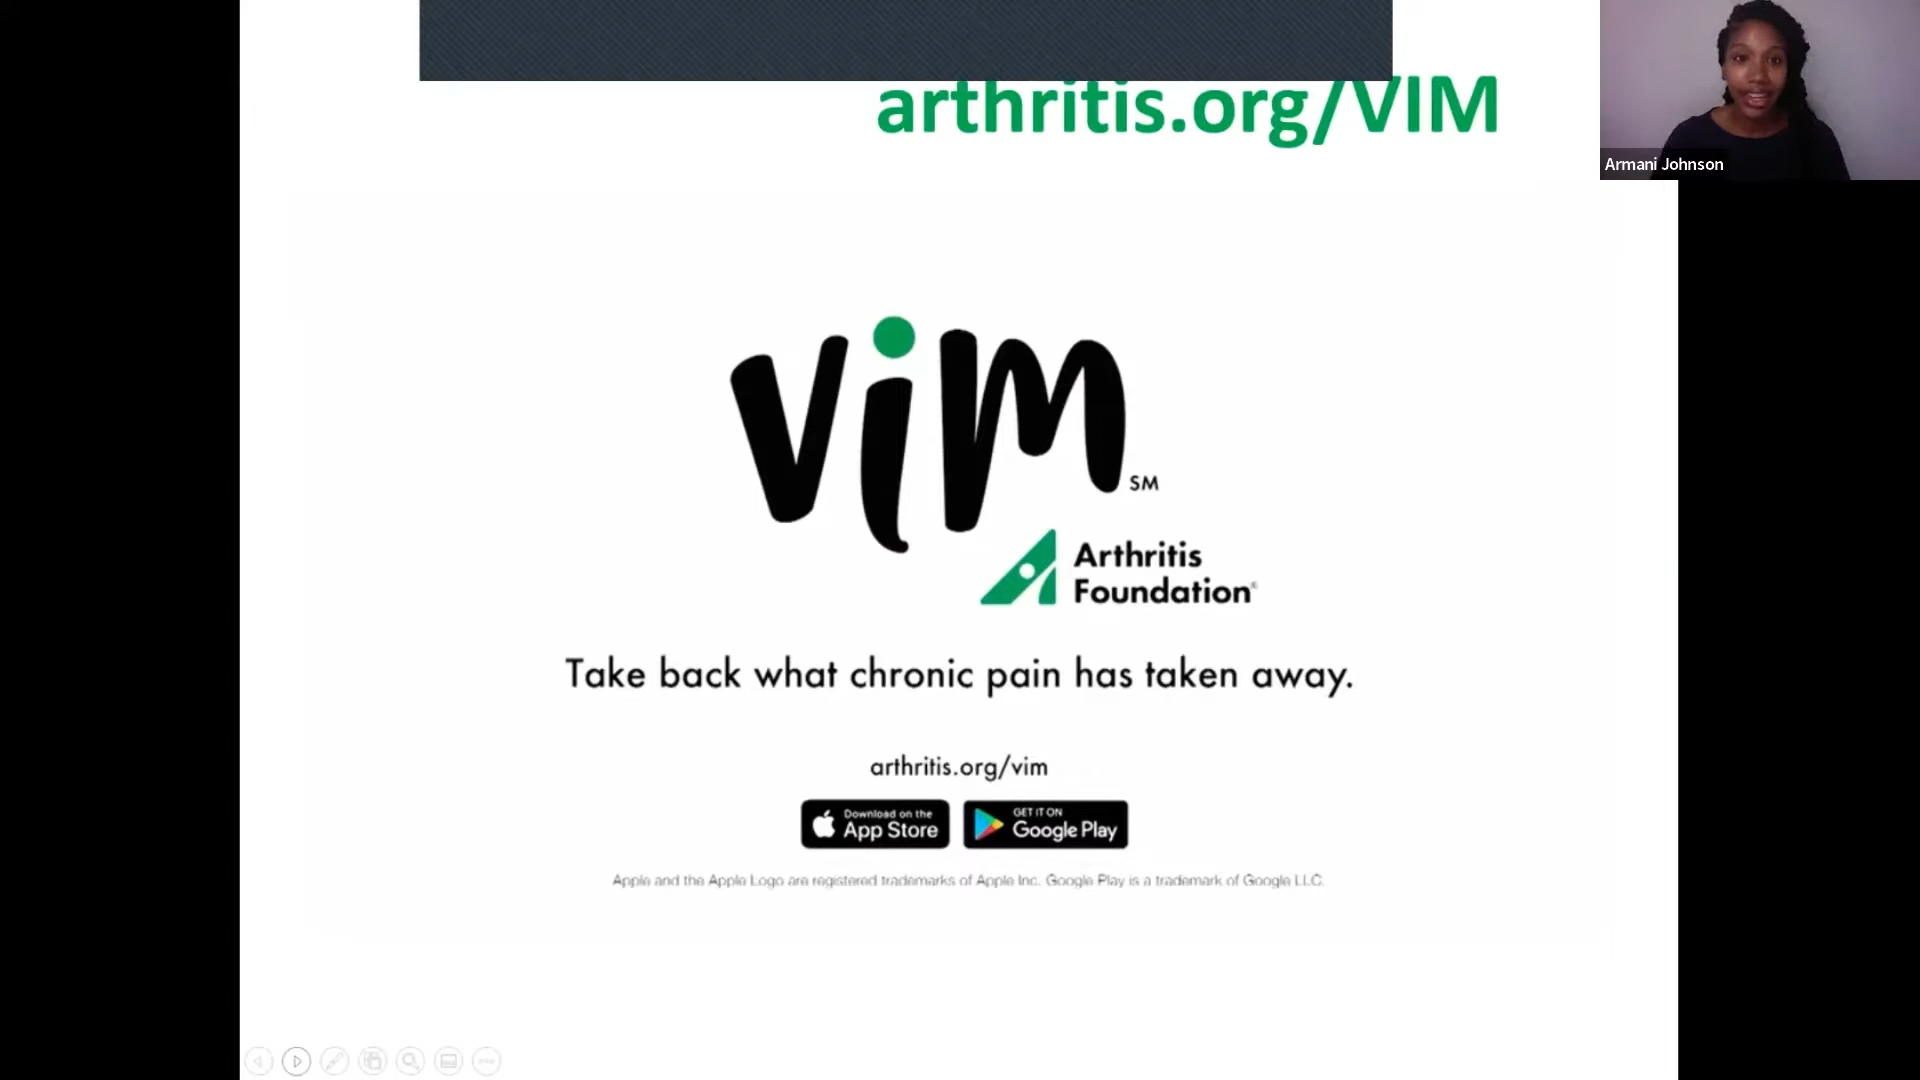 arthritis.org/VIM
Armani Johnson
vim
SM
Arthritis
Foundation®
Take back what chronic pain has taken away.
arthritis.org/vim
Download on the
App Store
GET IT ON
Google Play
Apple and the Apple Logo are registered trademarks of Apple Inc. Google Play is a trademark of Google LLC.